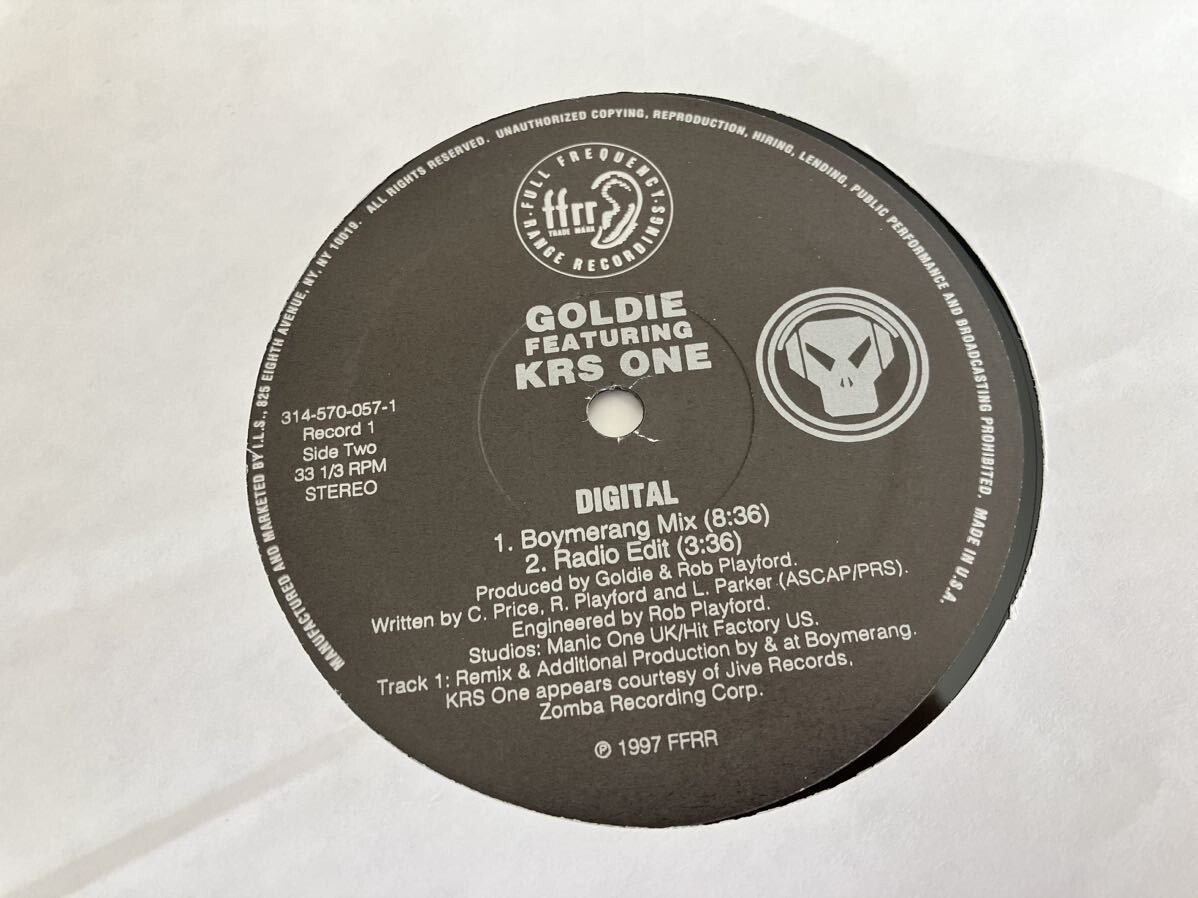 MANUFACTURED AND MARKETED BY I.L.S., 825 EIGHTH AVENUE, NY, NY 10019. ALL RIGHTS RESERVED. UNAUTHORIZED COPYING, REPRODUCTION, HIRING, LENDING, PUBLIC PERFORMANCE AND BROADCASTING PROHIBITED. MADE IN U.S.A.
FULL FREQUENCY
ffrr
TRADE MARK
RANGE RECORDINGS
GOLDIE
FEATURING
KRS ONE
314-570-057-1
Record 1
Side Two
33 1/3 RPM
STEREO
DIGITAL
1. Boymerang Mix (8:36)
2. Radio Edit (3:36)
Produced by Goldie & Rob Playford.
Written by C. Price, R. Playford and L. Parker (ASCAP/PRS).
Engineered by Rob Playford.
Studios: Manic One UK/Hit Factory US.
Track 1: Remix & Additional Production by & at Boymerang.
KRS One appears courtesy of Jive Records,
Zomba Recording Corp.
℗ 1997 FFRR